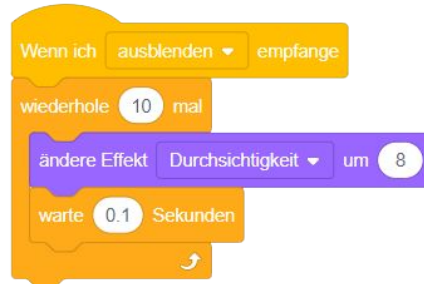 Wenn ich ausblenden empfange
wiederhole 10 mal
ändere Effekt Durchsichtigkeit um 8
warte 0.1 Sekunden